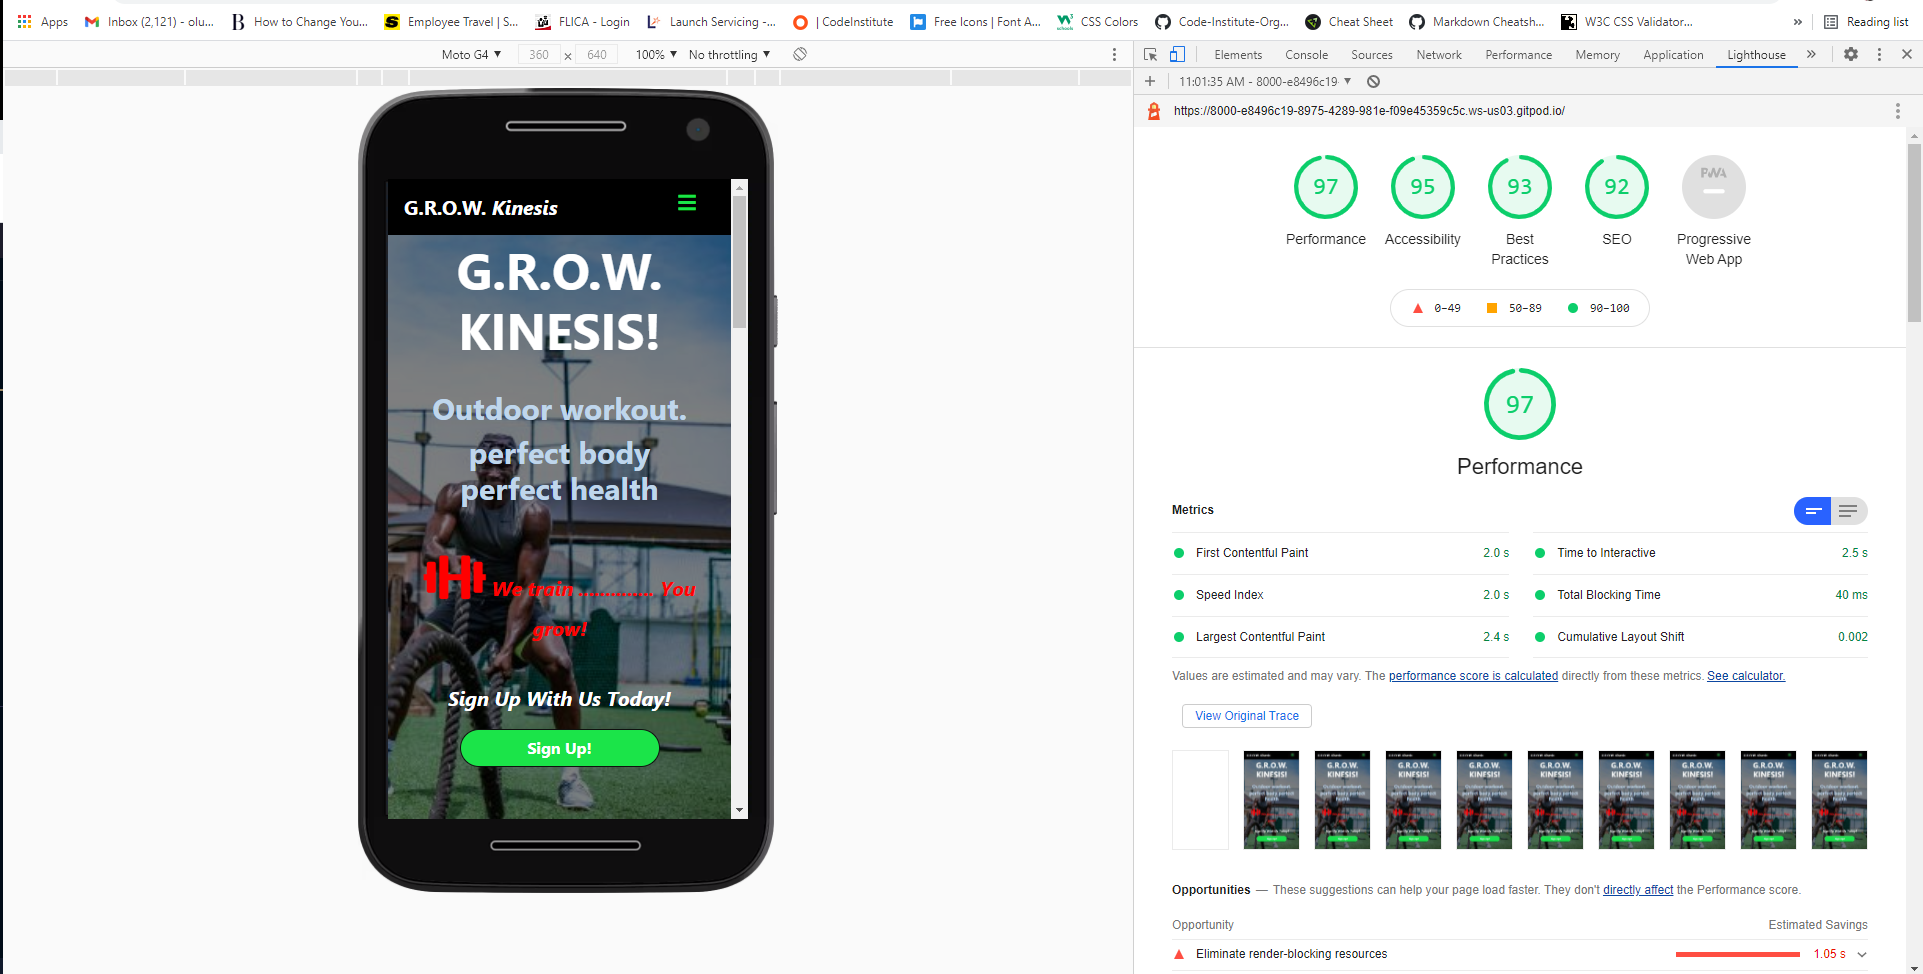 Apps
Inbox (2,121) - olu...
How to Change You...
Employee Travel | S...
FLICA - Login
Launch Servicing -...
| CodeInstitute
Free Icons | Font A...
CSS Colors
Code-Institute-Org...
Cheat Sheet
Markdown Cheatsh...
W3C CSS Validator...
»
Reading list
Moto G4 ▼
360 x 640
100% ▼
No throttling ▼
Elements
Console
Sources
Network
Performance
Memory
Application
Lighthouse
»
11:01:35 AM - 8000-e8496c19- ▼
https://8000-e8496c19-8975-4289-981e-f09e45359c5c.ws-us03.gitpod.io/
G.R.O.W. Kinesis
G.R.O.W.
KINESIS!
Outdoor workout.
perfect body
perfect health
We train ............... You
grow!
Sign Up With Us Today!
Sign Up!
97
Performance
95
Accessibility
93
Best
Practices
92
SEO
PWA
Progressive
Web App
0–49
50–89
90–100
97
Performance
Metrics
First Contentful Paint 2.0 s
Time to Interactive 2.5 s
Speed Index 2.0 s
Total Blocking Time 40 ms
Largest Contentful Paint 2.4 s
Cumulative Layout Shift 0.002
Values are estimated and may vary. The performance score is calculated directly from these metrics. See calculator.
View Original Trace
G.R.O.W.
KINESIS!
G.R.O.W.
KINESIS!
G.R.O.W.
KINESIS!
G.R.O.W.
KINESIS!
G.R.O.W.
KINESIS!
G.R.O.W.
KINESIS!
G.R.O.W.
KINESIS!
G.R.O.W.
KINESIS!
G.R.O.W.
KINESIS!
Opportunities — These suggestions can help your page load faster. They don't directly affect the Performance score.
Opportunity
Estimated Savings
Eliminate render-blocking resources 1.05 s